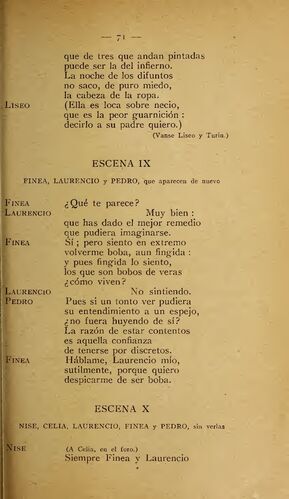 — 71 —
que de tres que andan pintadas
puede ser la del infierno.
La noche de los difuntos
no saco, de puro miedo,
la cabeza de la ropa.
LISEO (Ella es loca sobre necio,
que es la peor guarnición :
decirlo a su padre quiero.)
(Vanse Liseo y Turín.)
ESCENA IX
FINEA, LAURENCIO y PEDRO, que aparecen de nuevo
FINEA ¿Qué te parece?
LAURENCIO Muy bien :
que has dado el mejor remedio
que pudiera imaginarse.
FINEA Sí ; pero siento en extremo
volverme boba, aun fingida :
y pues fingido lo siento,
los que son bobos de veras
¿cómo viven?
LAURENCIO No sintiendo.
PEDRO Pues si un tonto ver pudiera
su entendimiento a un espejo,
¿no fuera huyendo de sí?
La razón de estar contentos
es aquella confianza
de tenerse por discretos.
FINEA Háblame, Laurencio mío,
sutilmente, porque quiero
despicarme de ser boba.
ESCENA X
NISE, CELIA, LAURENCIO, FINEA y PEDRO, sin verlas
NISE (A Celia, en el foro.)
Siempre Finea y Laurencio